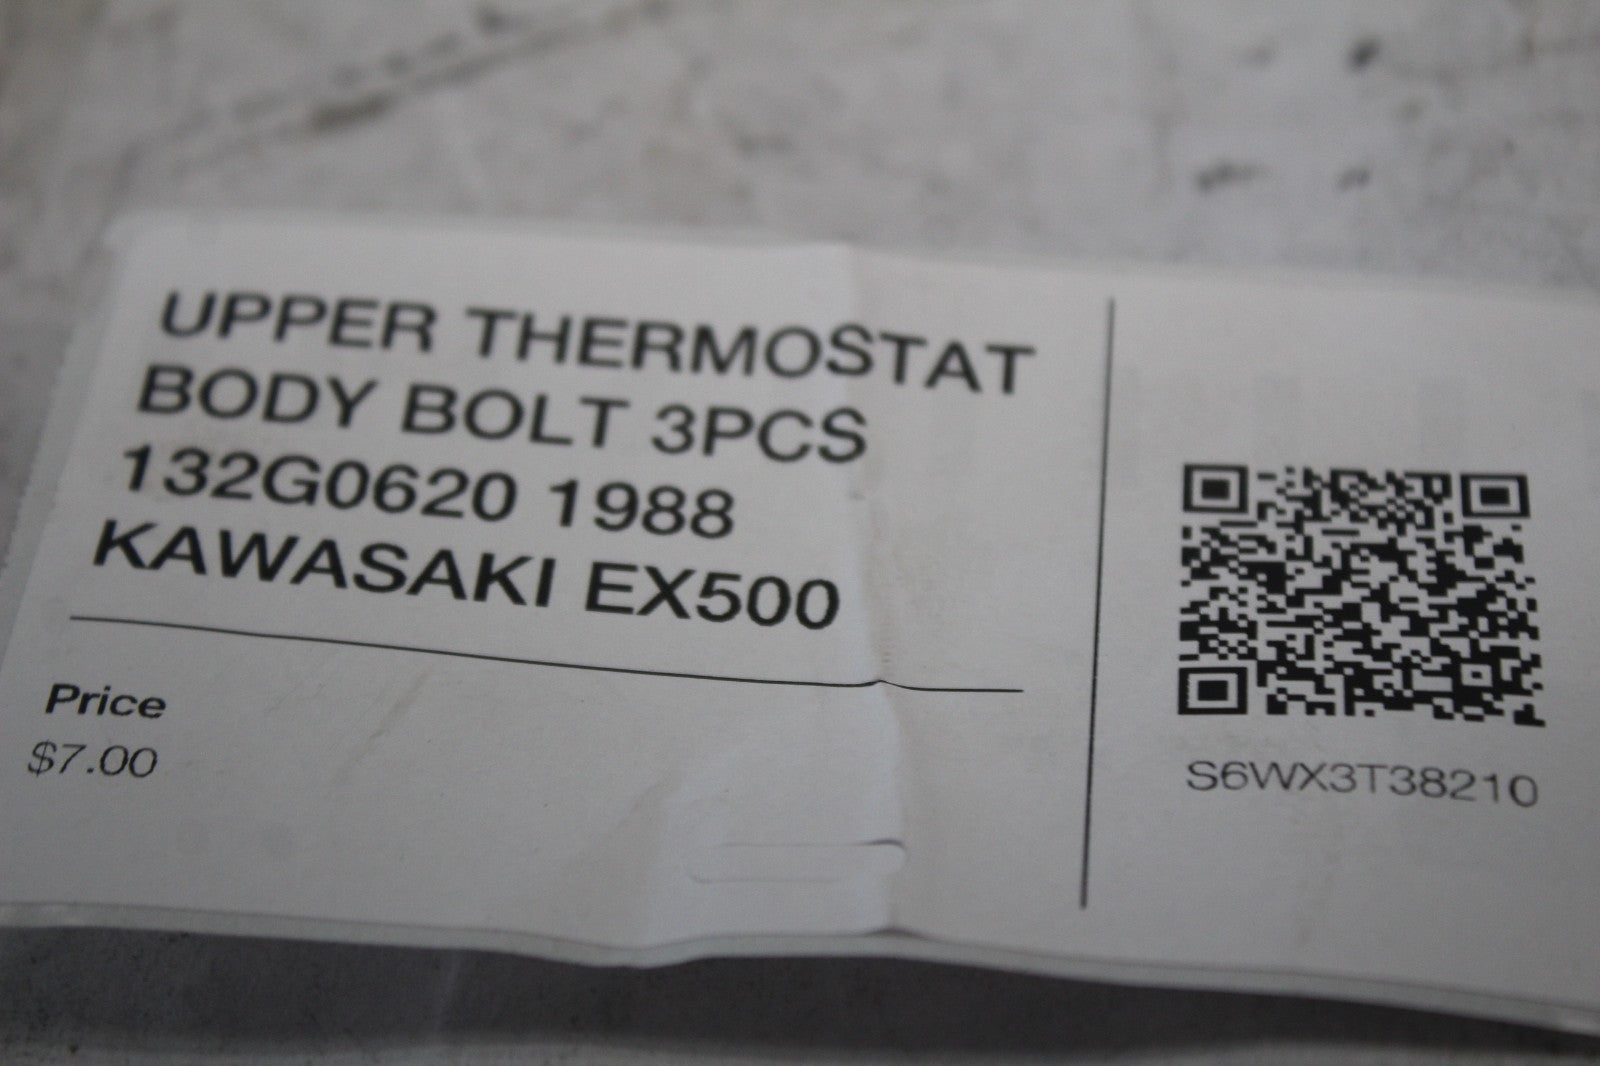 UPPER THERMOSTAT
BODY BOLT 3PCS
132G0620 1988
KAWASAKI EX500
Price
$7.00
S6WX3T38210